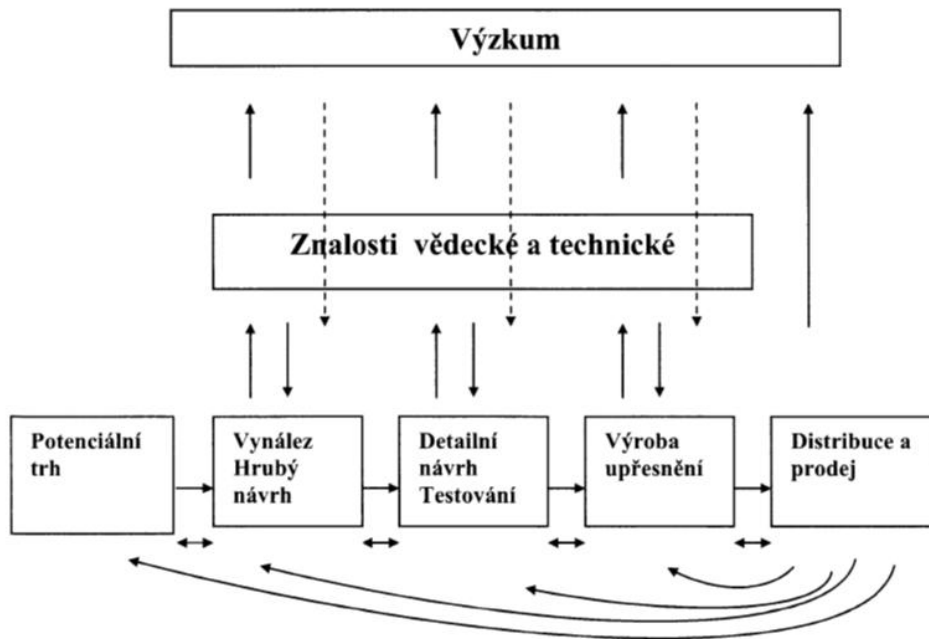 Výzkum
Znalosti vědecké a technické
Potenciální
trh
Vynález
Hrubý
návrh
Detailní
návrh
Testování
Výroba
upřesnění
Distribuce a
prodej